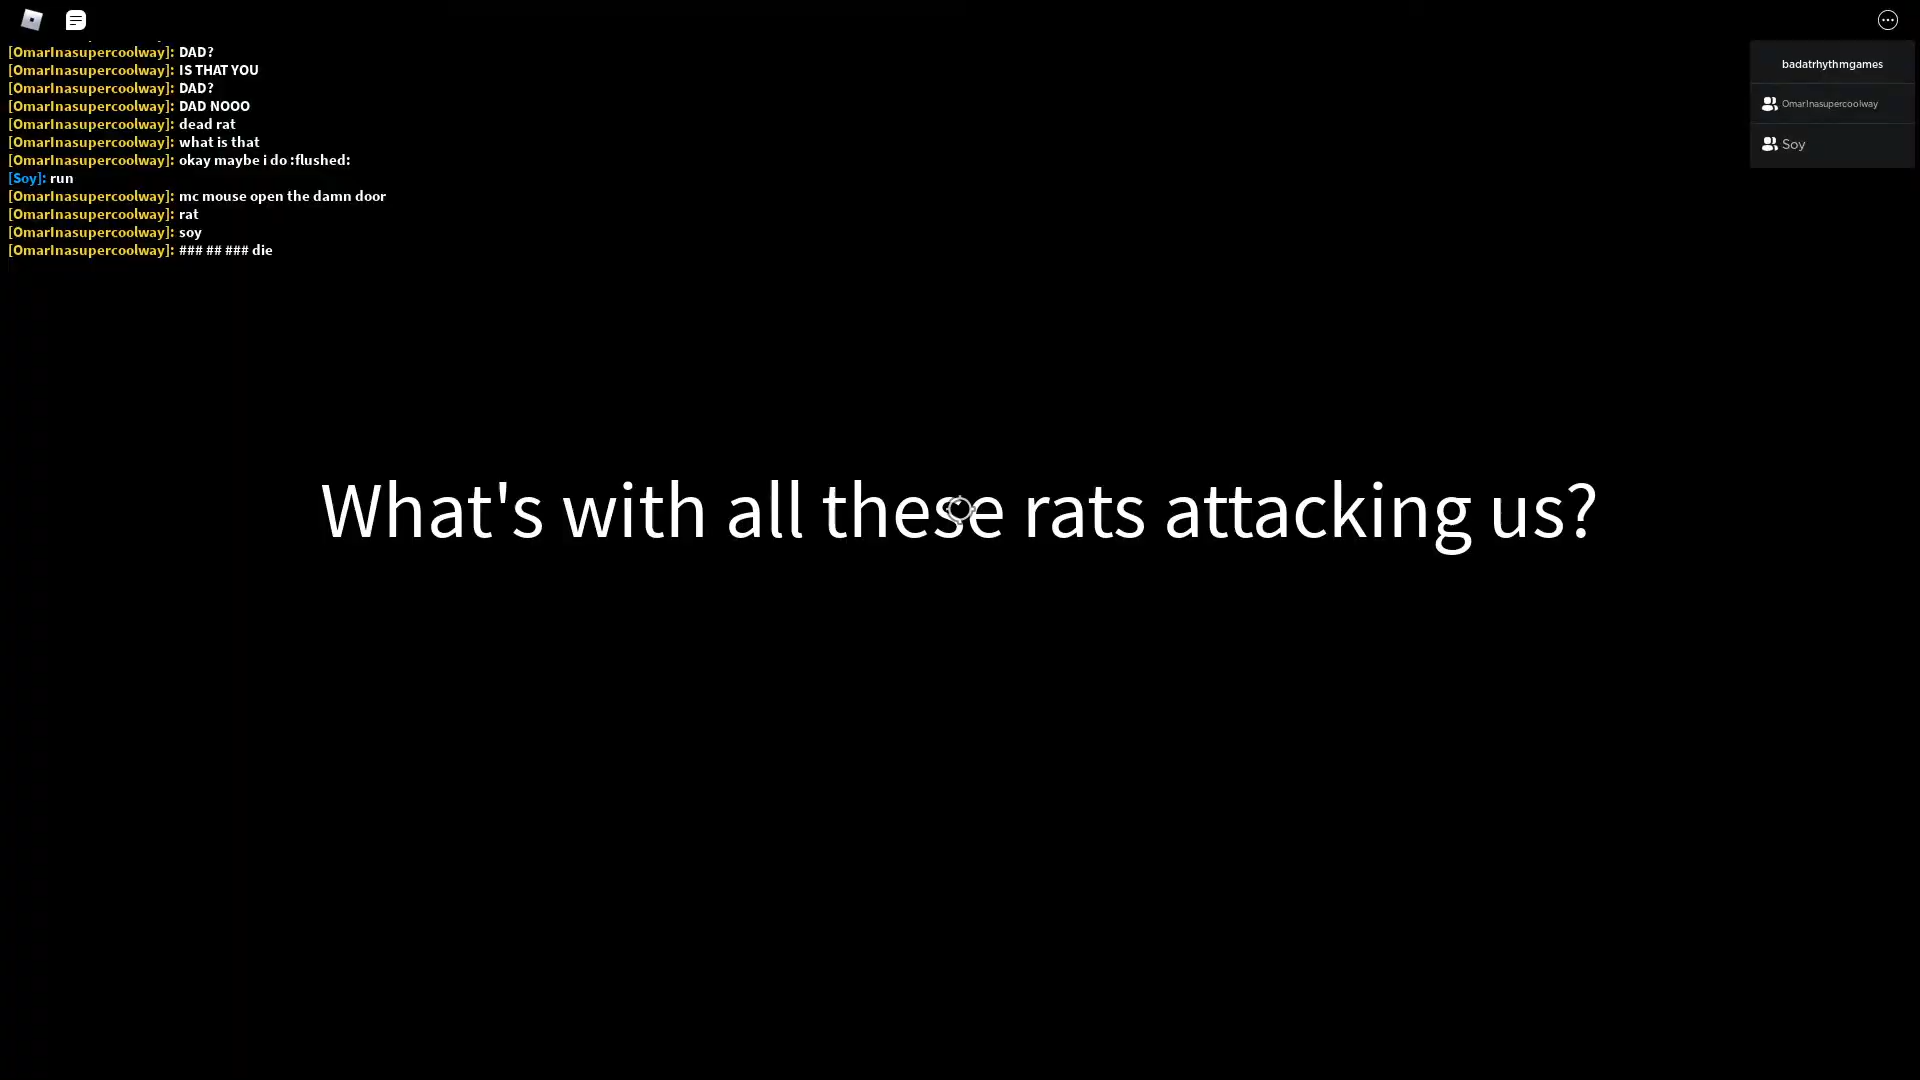 [OmarInasupercoolway]: DAD?
[OmarInasupercoolway]: IS THAT YOU
[OmarInasupercoolway]: DAD?
[OmarInasupercoolway]: DAD NOOO
[OmarInasupercoolway]: dead rat
[OmarInasupercoolway]: what is that
[OmarInasupercoolway]: okay maybe i do :flushed:
[Soy]: run
[OmarInasupercoolway]: mc mouse open the damn door
[OmarInasupercoolway]: rat
[OmarInasupercoolway]: soy
[OmarInasupercoolway]: ### ## ### die
badatrhythmgames
OmarInasupercoolway
Soy
What's with all these rats attacking us?